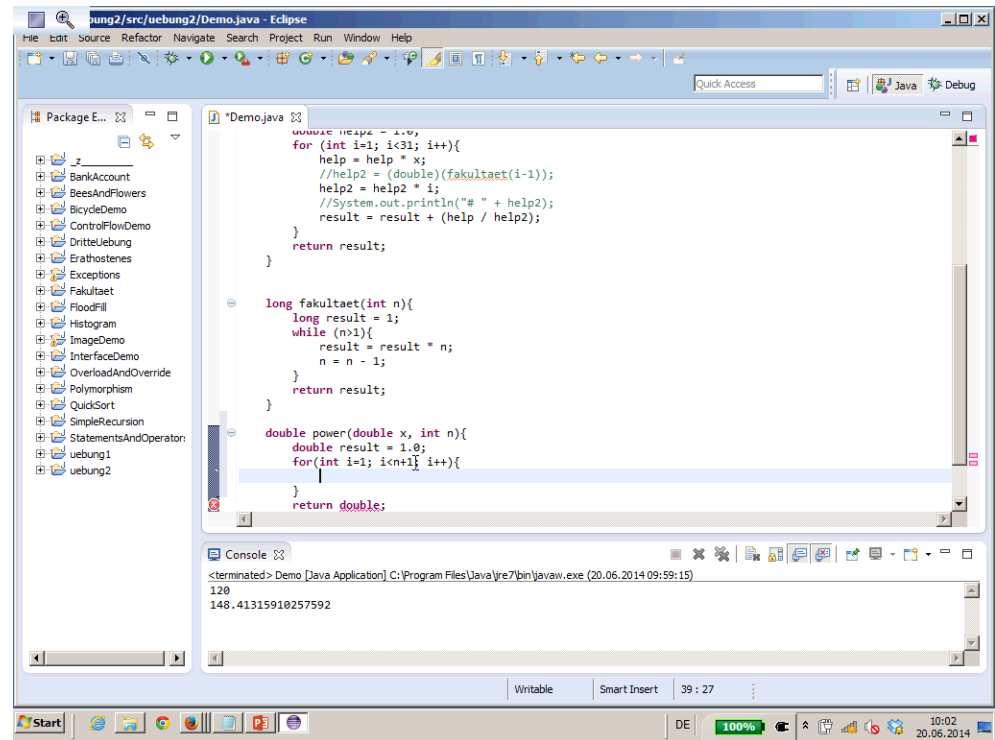 bung2/src/uebung2/Demo.java - Eclipse
File Edit Source Refactor Navigate Search Project Run Window Help
Quick Access
Java
Debug
Package E...
_z_________
BankAccount
BeesAndFlowers
BicycleDemo
ControlFlowDemo
DritteUebung
Erathostenes
Exceptions
Fakultaet
FloodFill
Histogram
ImageDemo
InterfaceDemo
OverloadAndOverride
Polymorphism
QuickSort
SimpleRecursion
StatementsAndOperator
uebung1
uebung2
*Demo.java
double help2 = 1.0;
for (int i=1; i<31; i++){
help = help * x;
//help2 = (double)(fakultaet(i-1));
help2 = help2 * i;
//System.out.println("# " + help2);
result = result + (help / help2);
}
return result;
}
long fakultaet(int n){
long result = 1;
while (n>1){
result = result * n;
n = n - 1;
}
return result;
}
double power(double x, int n){
double result = 1.0;
for(int i=1; i<n+1; i++){
}
return double;
Console
<terminated> Demo [Java Application] C:\Program Files\Java\jre7\bin\javaw.exe (20.06.2014 09:59:15)
120
148.41315910257592
Writable
Smart Insert
39 : 27
Start
DE
100%
10:02
20.06.2014